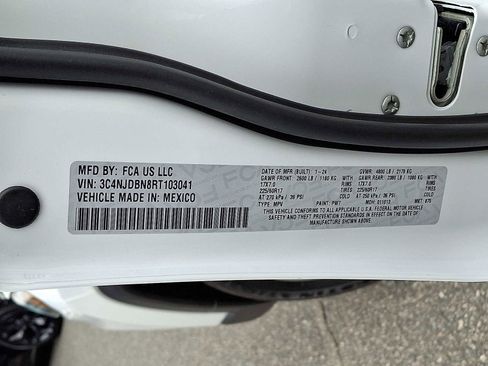 MFD BY: FCA US LLC
VIN: 3C4NJDBN8RT103041
VEHICLE MADE IN: MEXICO
DATE OF MFR (BUILT) 1-24 GVWR: 4800 LB / 2179 KG
GAWR FRONT: 2600 LB / 1180 KG GAWR REAR: 2380 LB / 1080 KG
17X7.0 17X7.0
225/60R17 225/60R17
AT 270 kPa / 39 PSI AT 250 kPa / 36 PSI
TYPE: MPV PAINT: PW7 MDH: 011013 MKT: 875
THIS VEHICLE CONFORMS TO ALL APPLICABLE U.S.A. FEDERAL MOTOR VEHICLE
SAFETY AND THEFT PREVENTION STANDARDS IN EFFECT ON THE DATE OF
MANUFACTURE SHOWN ABOVE.